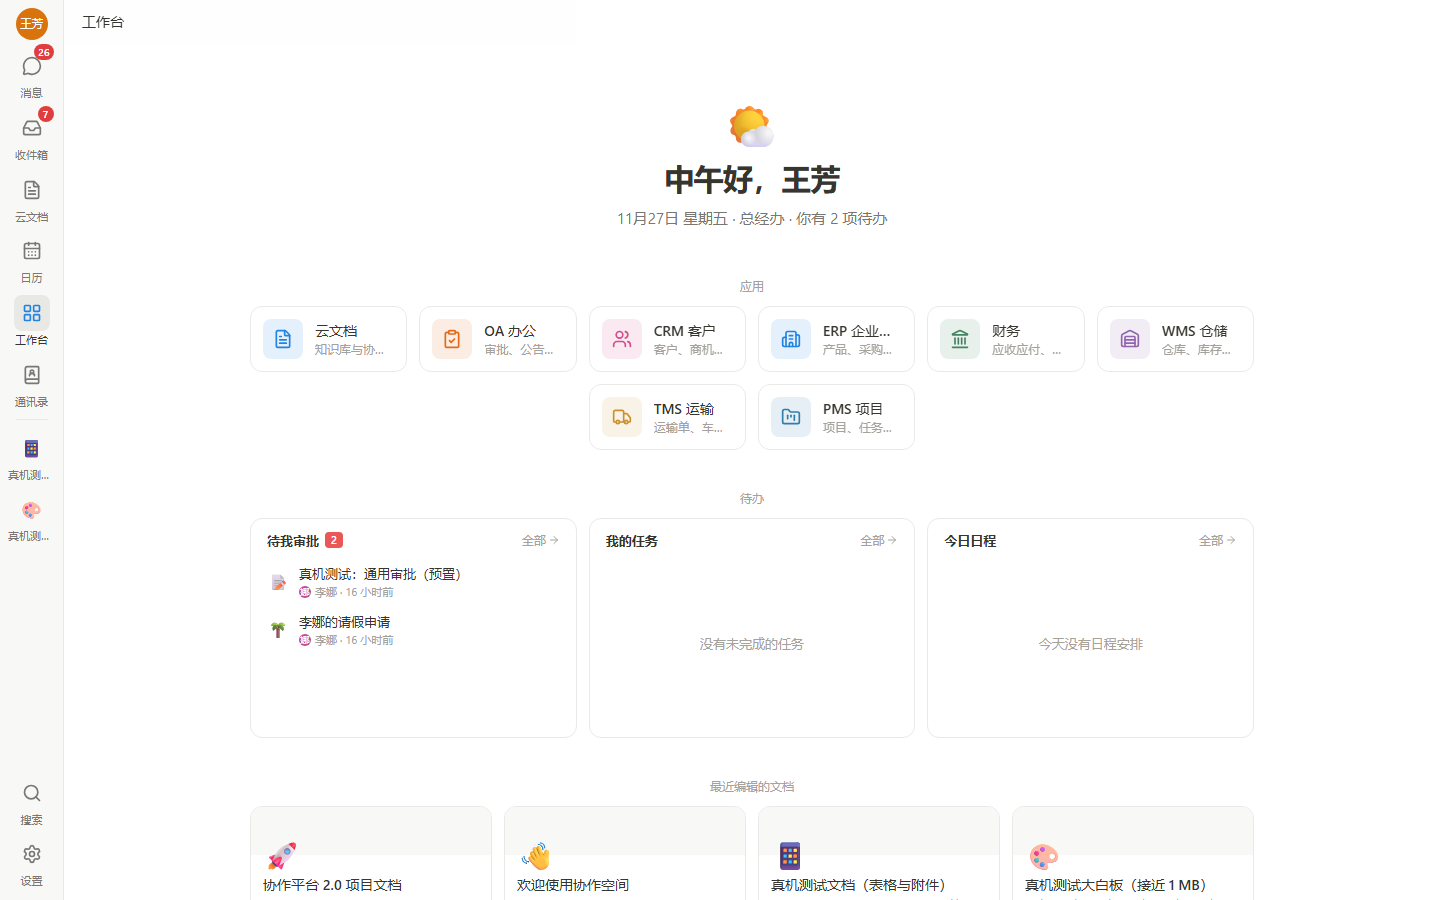 王芳
工作台
26
消息
7
收件箱
云文档
日历
工作台
通讯录
真机测...
真机测...
搜索
设置
中午好，王芳
11月27日 星期五 · 总经办 · 你有 2 项待办
应用
云文档
知识库与协...
OA 办公
审批、公告...
CRM 客户
客户、商机...
ERP 企业...
产品、采购...
财务
应收应付、...
WMS 仓储
仓库、库存...
TMS 运输
运输单、车...
PMS 项目
项目、任务...
待办
待我审批 2
全部
真机测试：通用审批（预置）
李娜 · 16 小时前
李娜的请假申请
李娜 · 16 小时前
我的任务
全部
没有未完成的任务
今日日程
全部
今天没有日程安排
最近编辑的文档
协作平台 2.0 项目文档
欢迎使用协作空间
真机测试文档（表格与附件）
真机测试大白板（接近 1 MB）